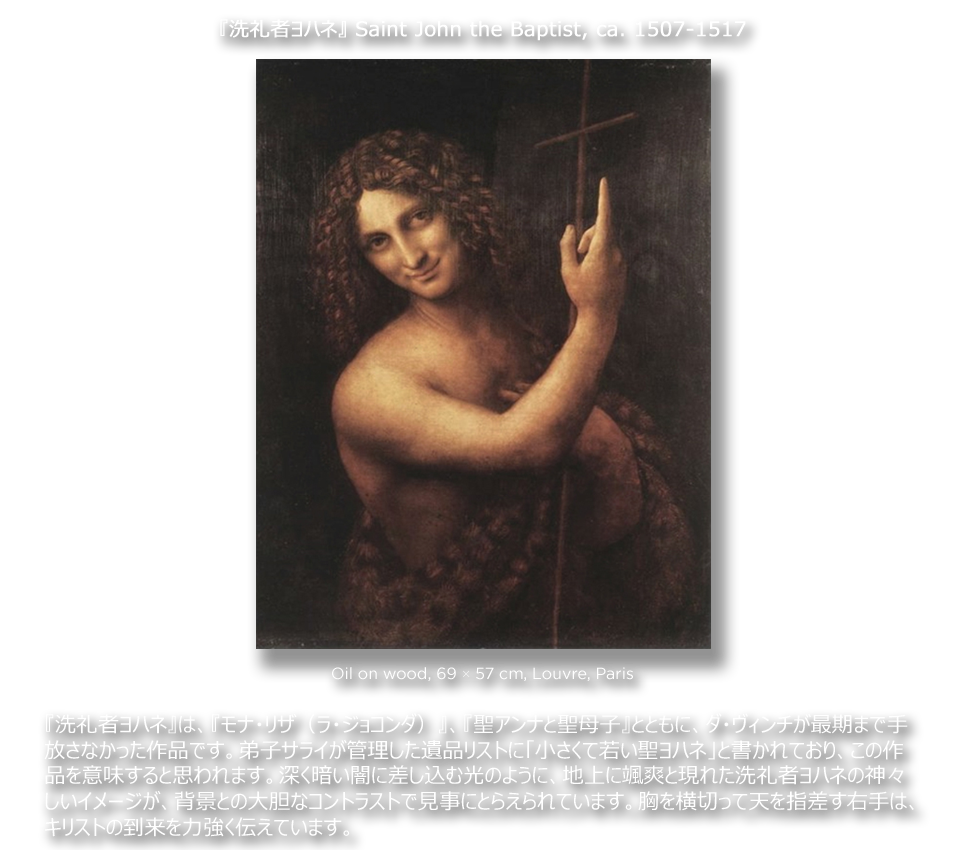 『洗礼者ヨハネ』 Saint John the Baptist, ca. 1507-1517
Oil on wood, 69 × 57 cm, Louvre, Paris
『洗礼者ヨハネ』は、『モナ・リザ（ラ・ジョコンダ）』、『聖アンナと聖母子』とともに、ダ・ヴィンチが最期まで手
放さなかった作品です。弟子サライが管理した遺品リストに「小さくて若い聖ヨハネ」と書かれており、この作
品を意味すると思われます。深く暗い闇に差し込む光のように、地上に颯爽と現れた洗礼者ヨハネの神々
しいイメージが、背景との大胆なコントラストで見事にとらえられています。胸を横切って天を指差す右手は、
キリストの到来を力強く伝えています。